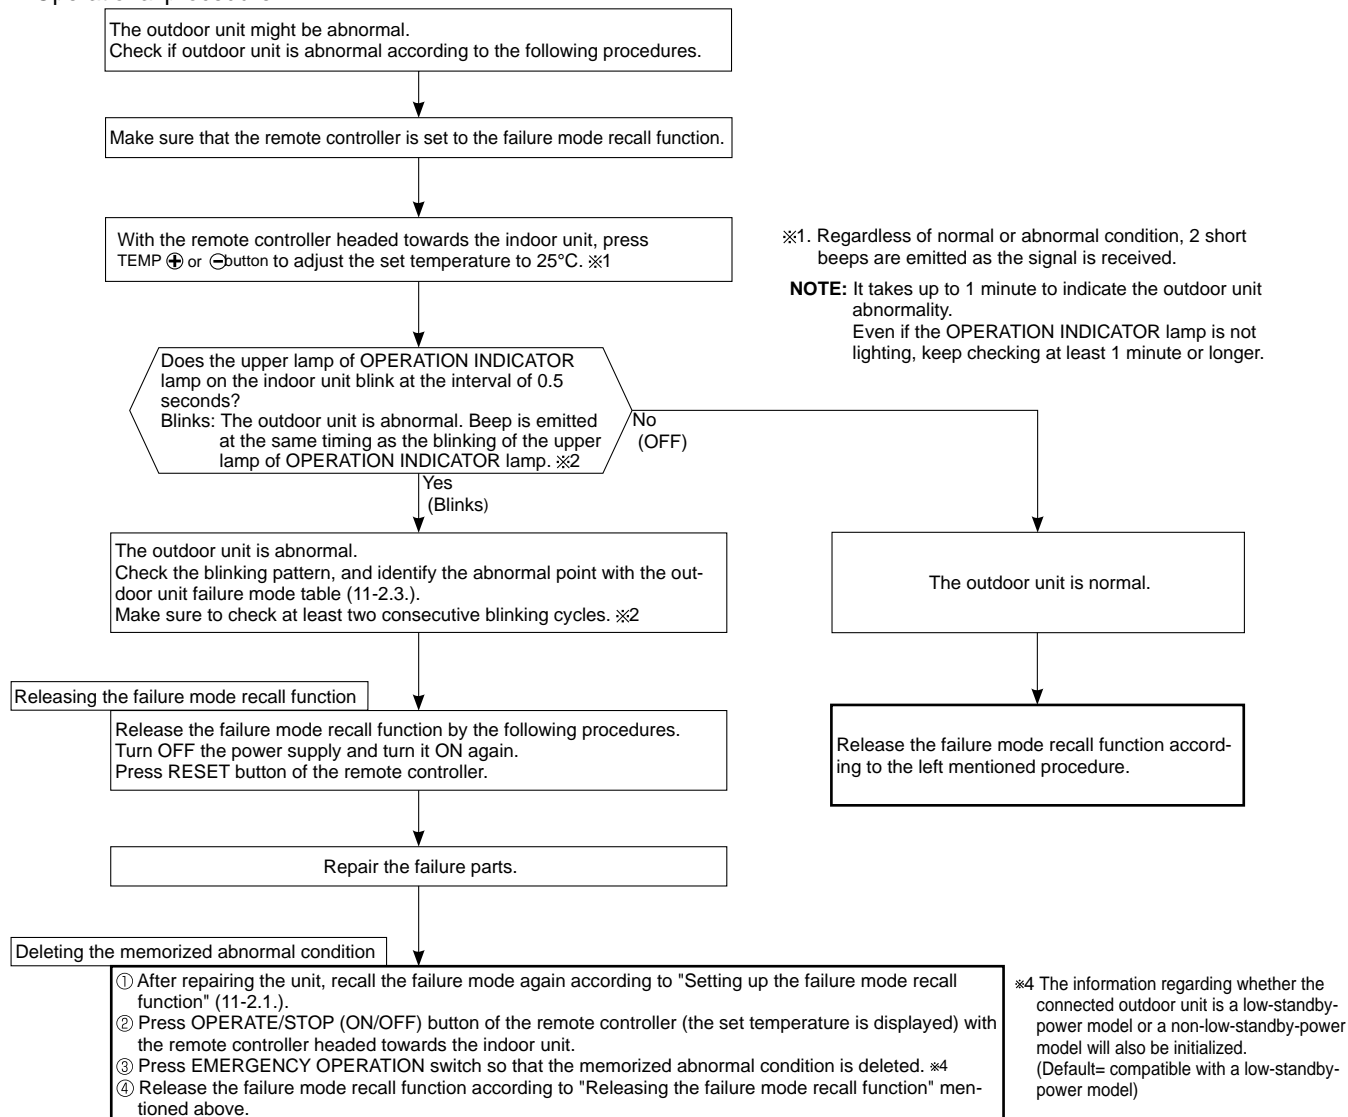 The outdoor unit might be abnormal.
Check if outdoor unit is abnormal according to the following procedures.
Make sure that the remote controller is set to the failure mode recall function.
With the remote controller headed towards the indoor unit, press
TEMP ⊕ or ⊖button to adjust the set temperature to 25°C. ※1
※1. Regardless of normal or abnormal condition, 2 short
beeps are emitted as the signal is received.
NOTE: It takes up to 1 minute to indicate the outdoor unit
abnormality.
Even if the OPERATION INDICATOR lamp is not
lighting, keep checking at least 1 minute or longer.
Does the upper lamp of OPERATION INDICATOR
lamp on the indoor unit blink at the interval of 0.5
seconds?
Blinks: The outdoor unit is abnormal. Beep is emitted
at the same timing as the blinking of the upper
lamp of OPERATION INDICATOR lamp. ※2
No
(OFF)
Yes
(Blinks)
The outdoor unit is abnormal.
Check the blinking pattern, and identify the abnormal point with the out-
door unit failure mode table (11-2.3.).
Make sure to check at least two consecutive blinking cycles. ※2
The outdoor unit is normal.
Releasing the failure mode recall function
Release the failure mode recall function by the following procedures.
Turn OFF the power supply and turn it ON again.
Press RESET button of the remote controller.
Release the failure mode recall function accord-
ing to the left mentioned procedure.
Repair the failure parts.
Deleting the memorized abnormal condition
① After repairing the unit, recall the failure mode again according to "Setting up the failure mode recall
function" (11-2.1.).
② Press OPERATE/STOP (ON/OFF) button of the remote controller (the set temperature is displayed) with
the remote controller headed towards the indoor unit.
③ Press EMERGENCY OPERATION switch so that the memorized abnormal condition is deleted. ※4
④ Release the failure mode recall function according to "Releasing the failure mode recall function" men-
tioned above.
※4 The information regarding whether the
connected outdoor unit is a low-standby-
power model or a non-low-standby-power
model will also be initialized.
(Default= compatible with a low-standby-
power model)